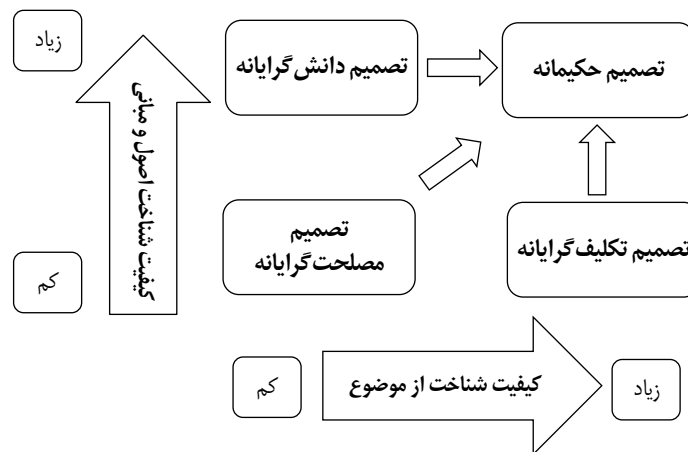 زیاد
تصمیم دانش‌گرایانه
تصمیم حکیمانه
کیفیت شناخت اصول و مبانی
تصمیم
مصلحت‌گرایانه
تصمیم تکلیف‌گرایانه
کم
کم
کیفیت شناخت از موضوع
زیاد